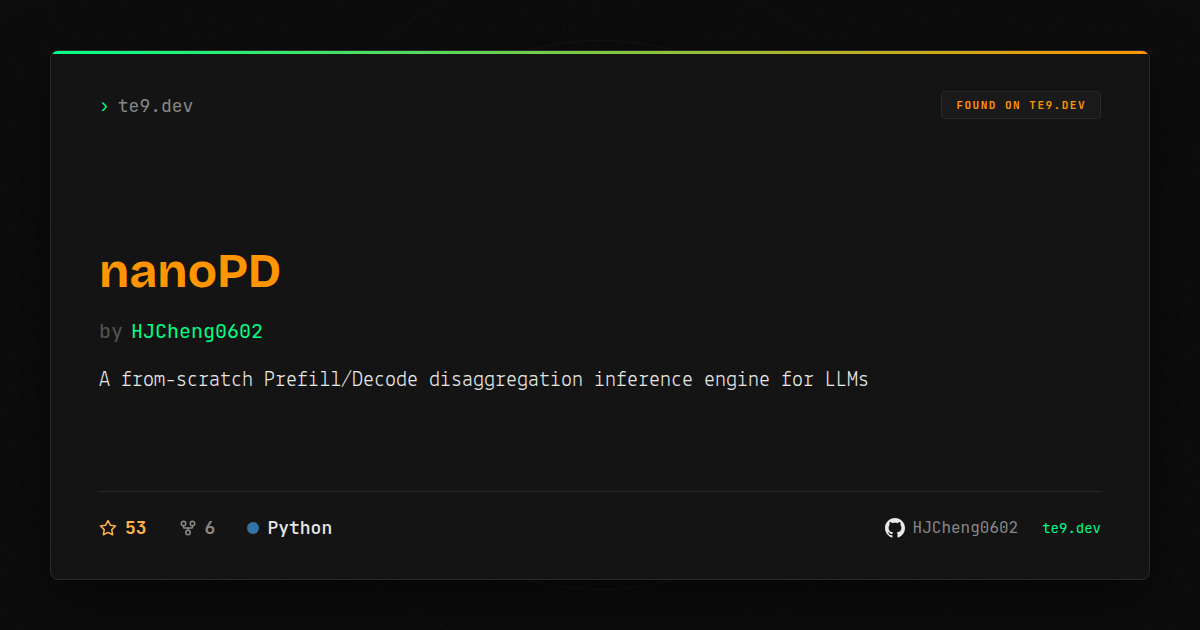 › te9.dev
FOUND ON TE9.DEV
nanoPD
by HJCheng0602
A from-scratch Prefill/Decode disaggregation inference engine for LLMs
53 6 Python
HJCheng0602 te9.dev